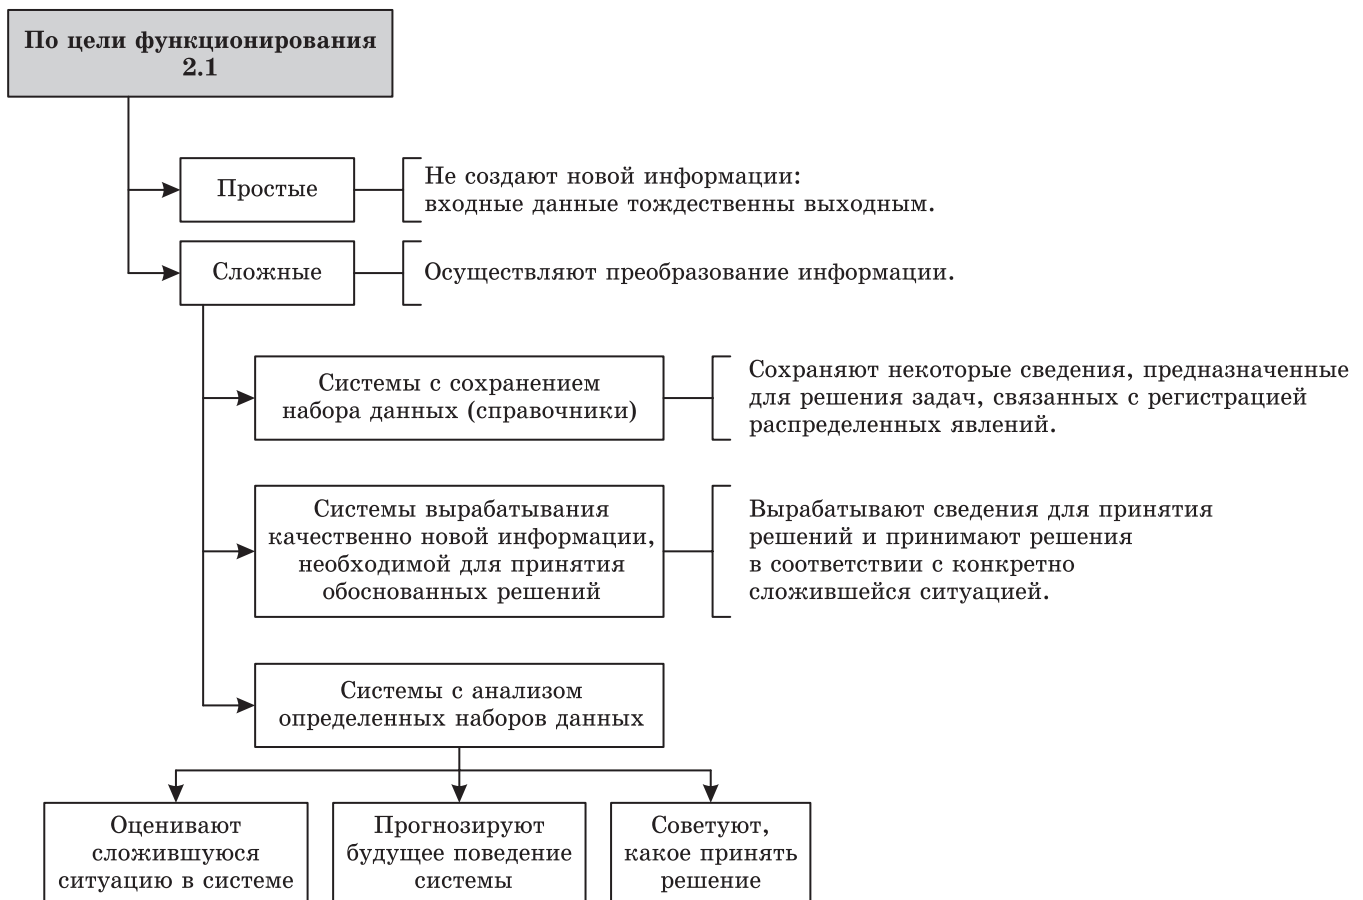 По цели функционирования
2.1
Простые
Не создают новой информации:
входные данные тождественны выходным.
Сложные
Осуществляют преобразование информации.
Системы с сохранением
набора данных (справочники)
Сохраняют некоторые сведения, предназначенные
для решения задач, связанных с регистрацией
распределенных явлений.
Системы вырабатывания
качественно новой информации,
необходимой для принятия
обоснованных решений
Вырабатывают сведения для принятия
решений и принимают решения
в соответствии с конкретно
сложившейся ситуацией.
Системы с анализом
определенных наборов данных
Оценивают
сложившуюся
ситуацию в системе
Прогнозируют
будущее поведение
системы
Советуют,
какое принять
решение